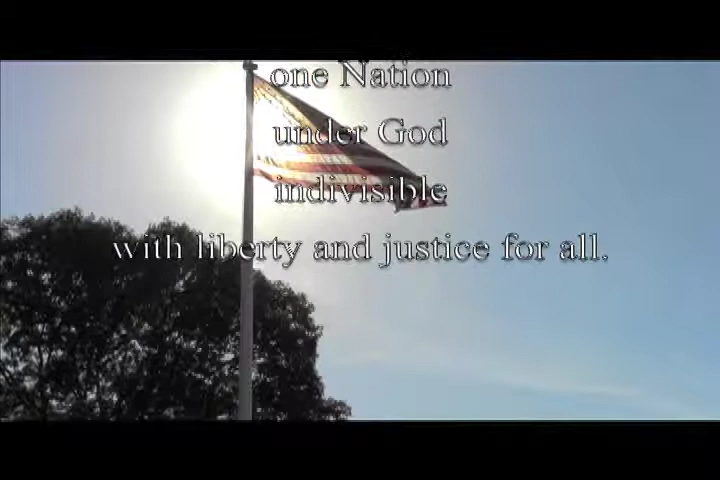 one Nation
under God
indivisible
with liberty and justice for all.